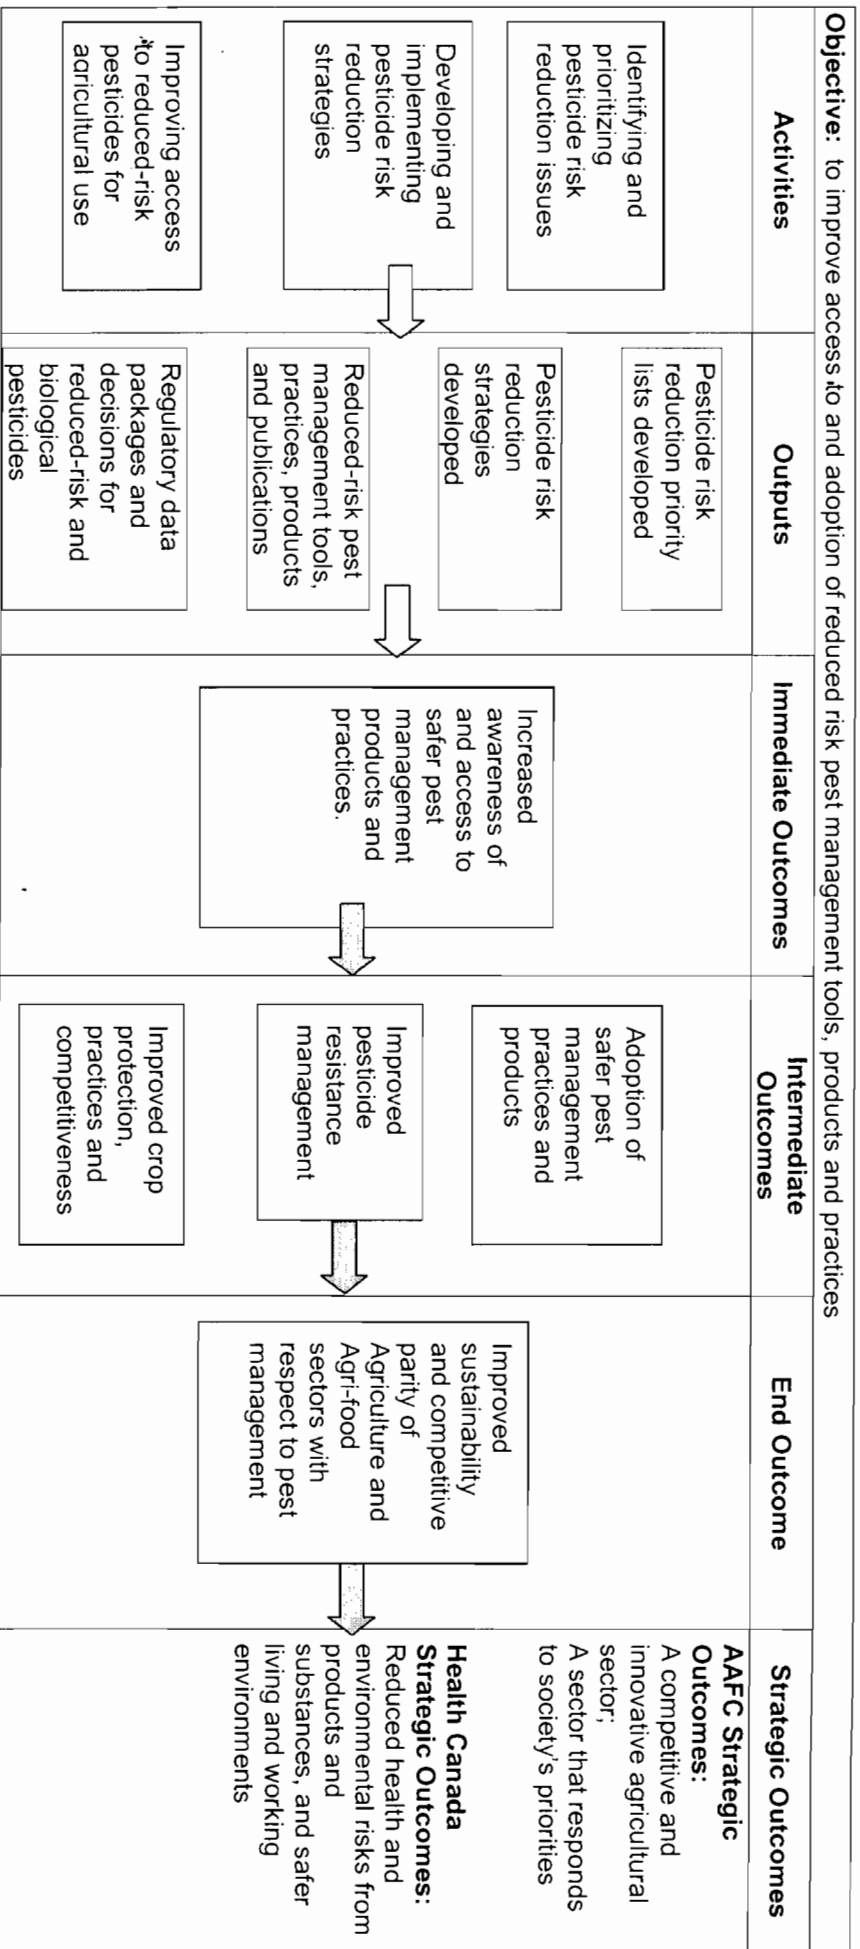 Objective: to improve access to and adoption of reduced risk pest management tools, products and practices
Activities
Outputs
Immediate Outcomes
Intermediate
Outcomes
End Outcome
Strategic Outcomes
Identifying and
prioritizing
pesticide risk
reduction issues
Developing and
implementing
pesticide risk
reduction
strategies
Improving access
to reduced-risk
pesticides for
agricultural use
Pesticide risk
reduction priority
lists developed
Pesticide risk
reduction
strategies
developed
Reduced-risk pest
management tools,
practices, products
and publications
Regulatory data
packages and
decisions for
reduced-risk and
biological
pesticides
Increased
awareness of
and access to
safer pest
management
products and
practices.
Adoption of
safer pest
management
practices and
products
Improved
pesticide
resistance
management
Improved crop
protection,
practices and
competitiveness
Improved
sustainability
and competitive
parity of
Agriculture and
Agri-food
sectors with
respect to pest
management
AAFC Strategic
Outcomes:
A competitive and
innovative agricultural
sector;
A sector that responds
to society's priorities
Health Canada
Strategic Outcomes:
Reduced health and
environmental risks from
products and
substances, and safer
living and working
environments